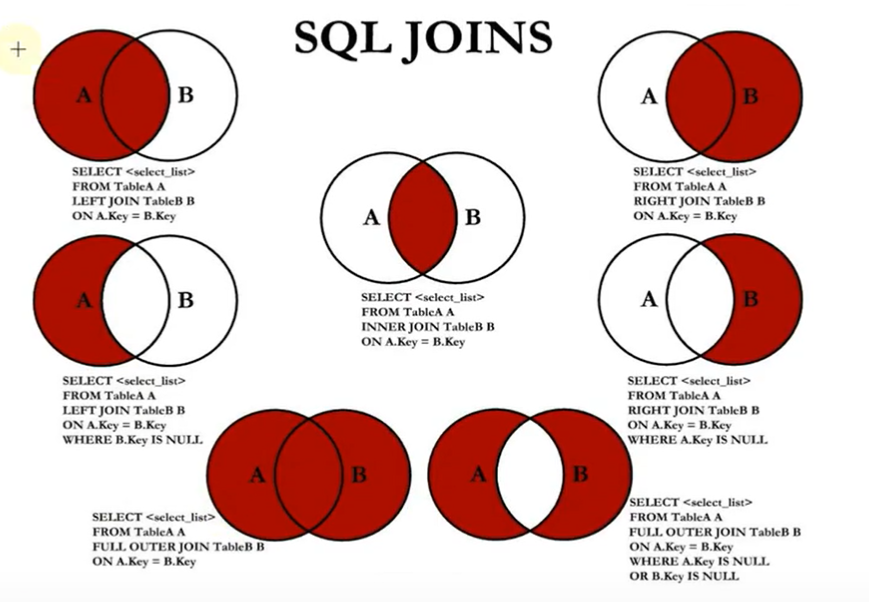 SQL JOINS
A B
SELECT <select_list>
FROM TableA A
LEFT JOIN TableB B
ON A.Key = B.Key
A B
SELECT <select_list>
FROM TableA A
RIGHT JOIN TableB B
ON A.Key = B.Key
A B
SELECT <select_list>
FROM TableA A
INNER JOIN TableB B
ON A.Key = B.Key
A B
SELECT <select_list>
FROM TableA A
LEFT JOIN TableB B
ON A.Key = B.Key
WHERE B.Key IS NULL
A B
SELECT <select_list>
FROM TableA A
RIGHT JOIN TableB B
ON A.Key = B.Key
WHERE A.Key IS NULL
A B
SELECT <select_list>
FROM TableA A
FULL OUTER JOIN TableB B
ON A.Key = B.Key
A B
SELECT <select_list>
FROM TableA A
FULL OUTER JOIN TableB B
ON A.Key = B.Key
WHERE A.Key IS NULL
OR B.Key IS NULL